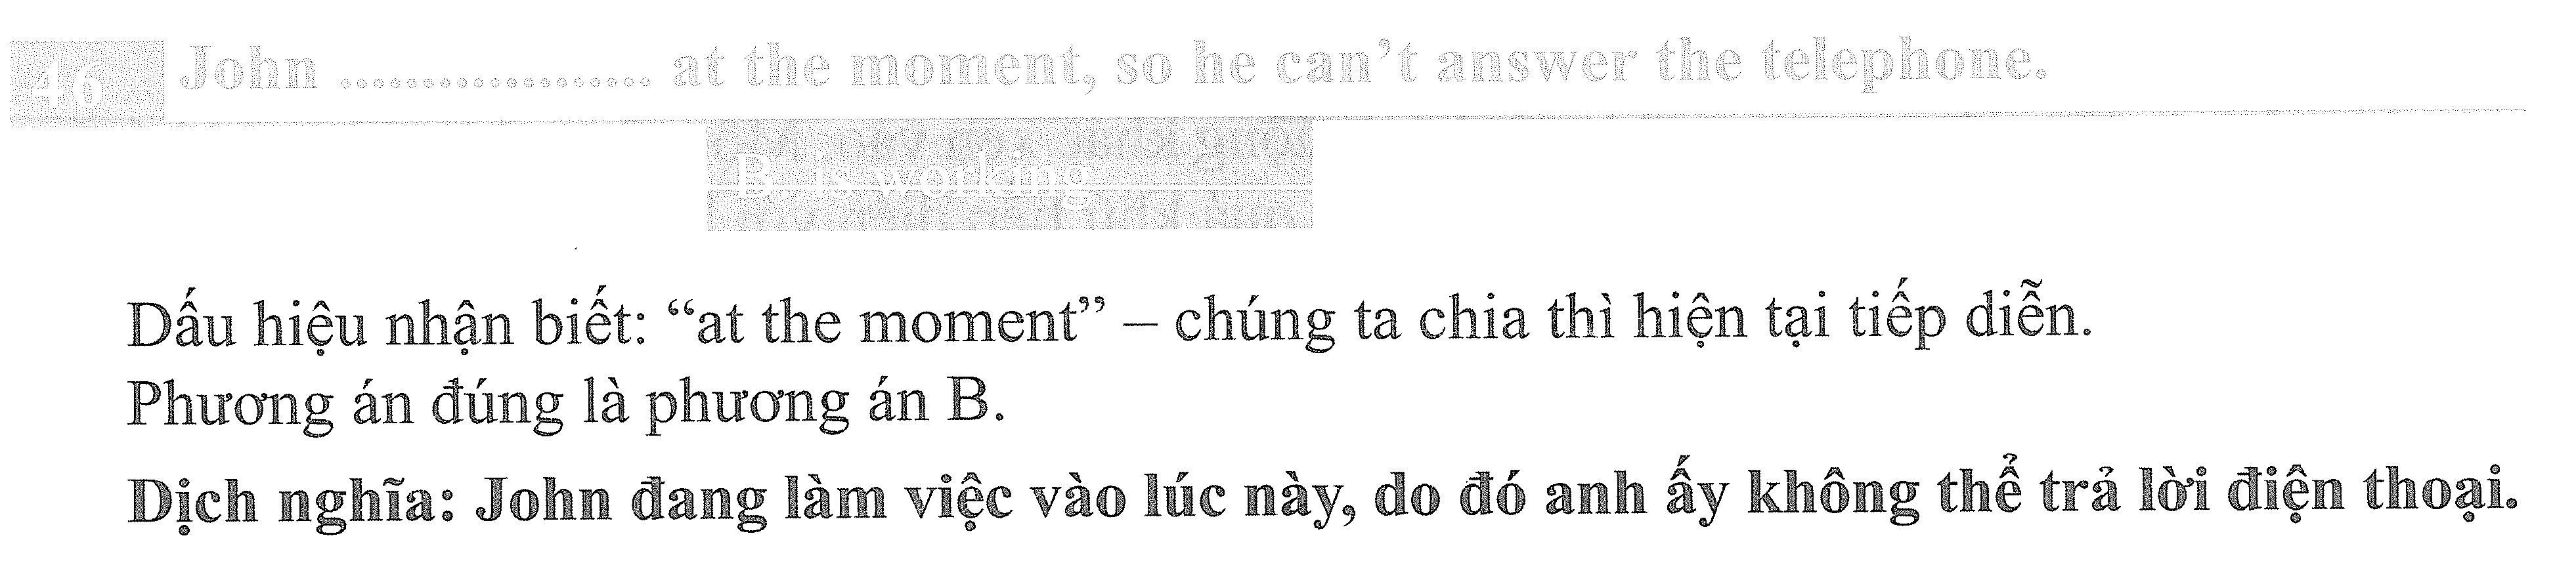 46 John .................. at the moment, so he can't answer the telephone.
B. is working
Dấu hiệu nhận biết: “at the moment” – chúng ta chia thì hiện tại tiếp diễn.
Phương án đúng là phương án B.
Dịch nghĩa: John đang làm việc vào lúc này, do đó anh ấy không thể trả lời điện thoại.